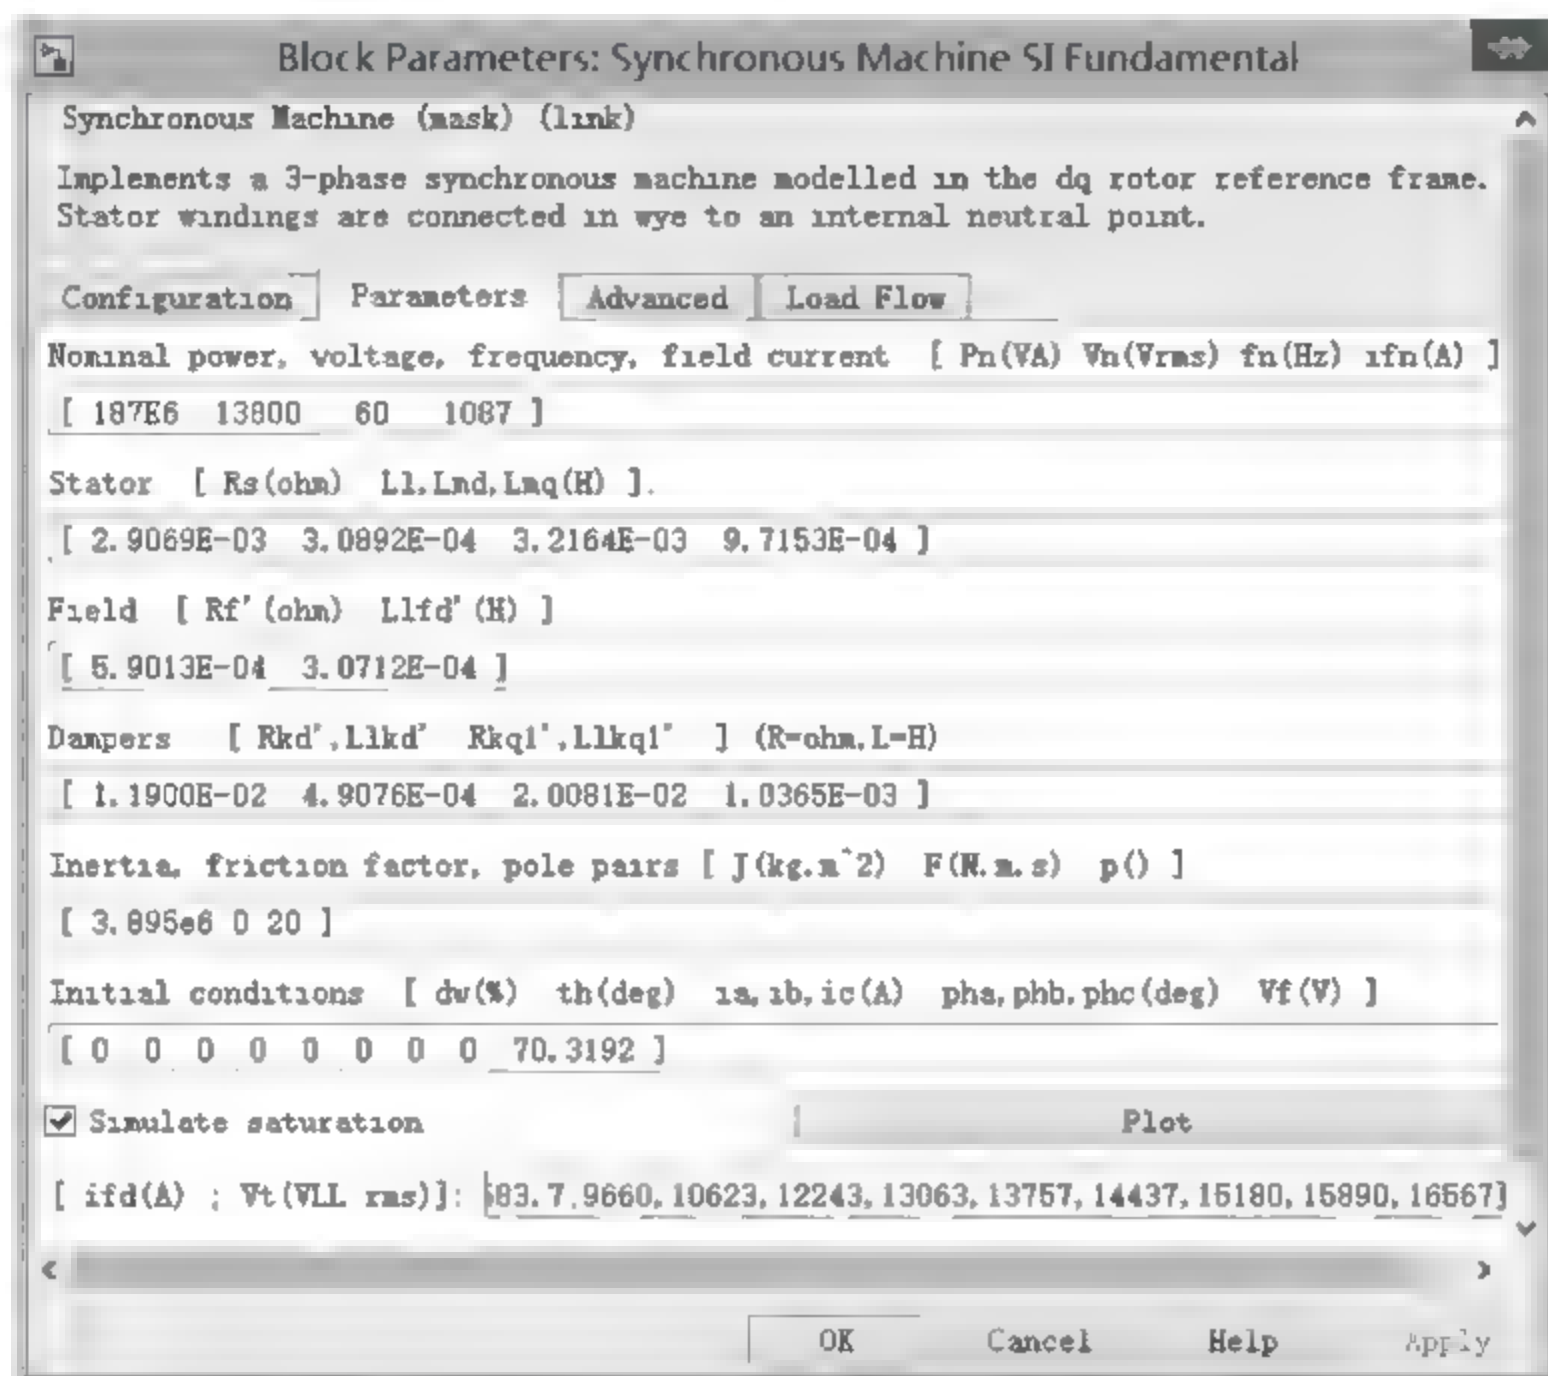 Block Parameters: Synchronous Machine SI Fundamental
Synchronous Machine (mask) (link)
Implements a 3-phase synchronous machine modelled in the dq rotor reference frame.
Stator windings are connected in wye to an internal neutral point.
Configuration Parameters Advanced Load Flow
Nominal power, voltage, frequency, field current [ Pn(VA) Vn(Vrms) fn(Hz) ifn(A) ]
[ 187E6 13800 60 1087 ]
Stator [ Rs(ohm) Ll,Lmd,Lmq(H) ].
[ 2.9069E-03 3.0892E-04 3.2164E-03 9.7153E-04 ]
Field [ Rf'(ohm) Llfd'(H) ]
[ 5.9013E-04 3.0712E-04 ]
Dampers [ Rkd',Llkd' Rkq1',Llkq1' ] (R=ohm,L=H)
[ 1.1900E-02 4.9076E-04 2.0081E-02 1.0365E-03 ]
Inertia, friction factor, pole pairs [ J(kg.m^2) F(N.m.s) p() ]
[ 3.895e6 0 20 ]
Initial conditions [ dw(%) th(deg) ia,ib,ic(A) pha,phb,phc(deg) Vf(V) ]
[ 0 0 0 0 0 0 0 0 70.3192 ]
Simulate saturation Plot
[ ifd(A) ; Vt(VLL rms)]: 83.7,9660,10623,12243,13063,13757,14437,15180,15890,16567]
OK Cancel Help Apply